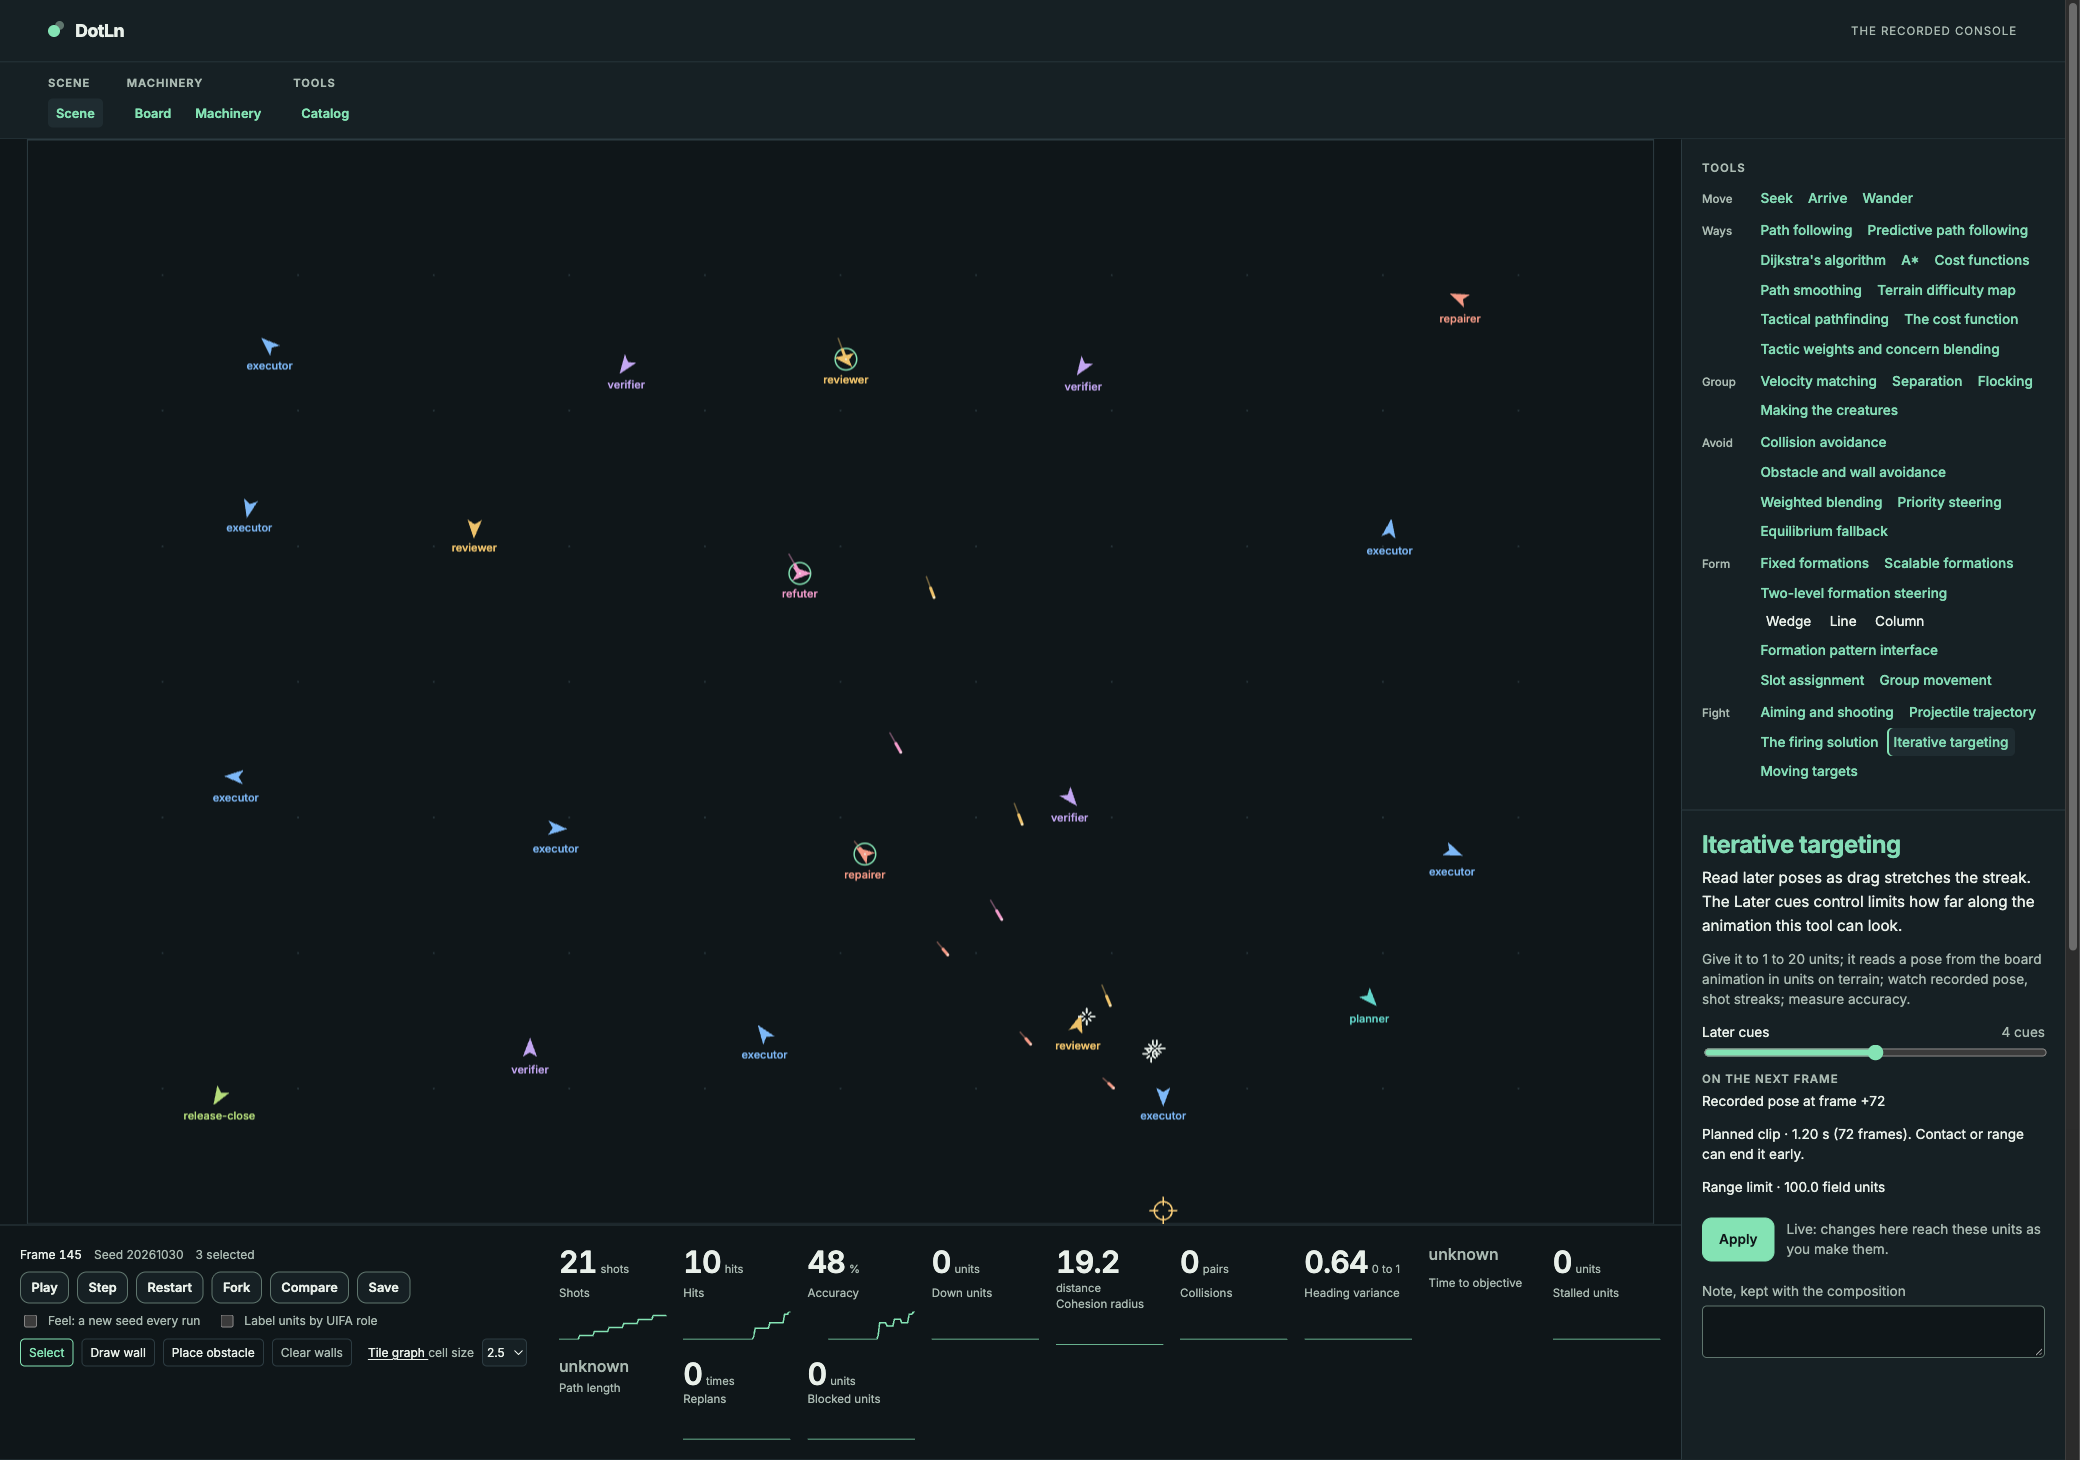 DotLn
THE RECORDED CONSOLE
SCENE
MACHINERY
TOOLS
Scene
Board
Machinery
Catalog
repairer
executor
verifier
reviewer
verifier
executor
reviewer
executor
refuter
executor
verifier
executor
repairer
executor
planner
reviewer
executor
verifier
release-close
executor
TOOLS
Move Seek Arrive Wander
Ways Path following Predictive path following
Dijkstra's algorithm A* Cost functions
Path smoothing Terrain difficulty map
Tactical pathfinding The cost function
Tactic weights and concern blending
Group Velocity matching Separation Flocking
Making the creatures
Avoid Collision avoidance
Obstacle and wall avoidance
Weighted blending Priority steering
Equilibrium fallback
Form Fixed formations Scalable formations
Two-level formation steering
Wedge Line Column
Formation pattern interface
Slot assignment Group movement
Fight Aiming and shooting Projectile trajectory
The firing solution Iterative targeting
Moving targets
Iterative targeting
Read later poses as drag stretches the streak.
The Later cues control limits how far along the
animation this tool can look.
Give it to 1 to 20 units; it reads a pose from the board
animation in units on terrain; watch recorded pose,
shot streaks; measure accuracy.
Later cues 4 cues
ON THE NEXT FRAME
Recorded pose at frame +72
Planned clip · 1.20 s (72 frames). Contact or range
can end it early.
Range limit · 100.0 field units
Apply
Live: changes here reach these units as
you make them.
Note, kept with the composition
Frame 145 Seed 20261030 3 selected
Play Step Restart Fork Compare Save
Feel: a new seed every run Label units by UIFA role
Select Draw wall Place obstacle Clear walls Tile graph cell size 2.5
21 shots
Shots
10 hits
Hits
48 %
Accuracy
0 units
Down units
19.2
distance
Cohesion radius
0 pairs
Collisions
0.64 0 to 1
Heading variance
unknown
Time to objective
0 units
Stalled units
unknown
Path length
0 times
Replans
0 units
Blocked units